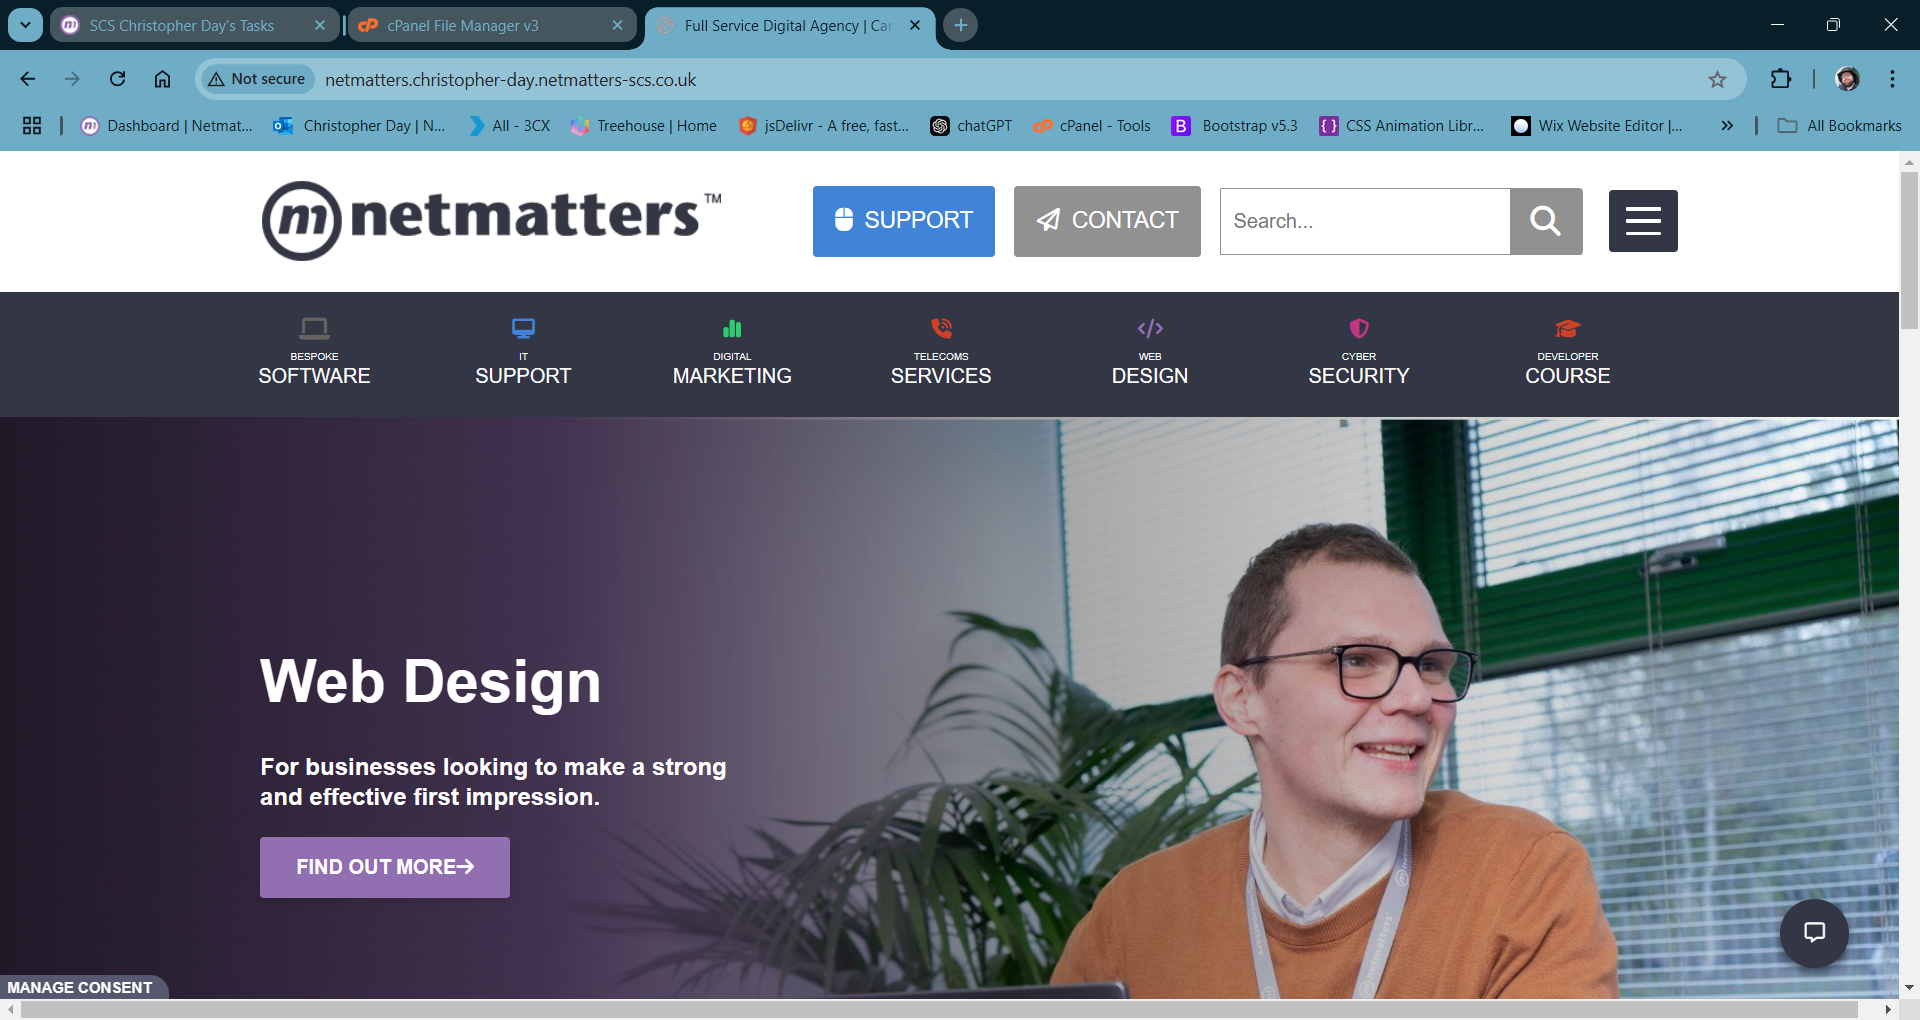 SCS Christopher Day's Tasks
cPanel File Manager v3
Full Service Digital Agency | Car
Not secure
netmatters.christopher-day.netmatters-scs.co.uk
Dashboard | Netmat...
Christopher Day | N...
All - 3CX
Treehouse | Home
jsDelivr - A free, fast...
chatGPT
cPanel - Tools
Bootstrap v5.3
CSS Animation Libr...
Wix Website Editor |...
All Bookmarks
m netmatters ™
SUPPORT
CONTACT
Search...
BESPOKE
SOFTWARE
IT
SUPPORT
DIGITAL
MARKETING
TELECOMS
SERVICES
WEB
DESIGN
CYBER
SECURITY
DEVELOPER
COURSE
Web Design
For businesses looking to make a strong
and effective first impression.
FIND OUT MORE→
MANAGE CONSENT